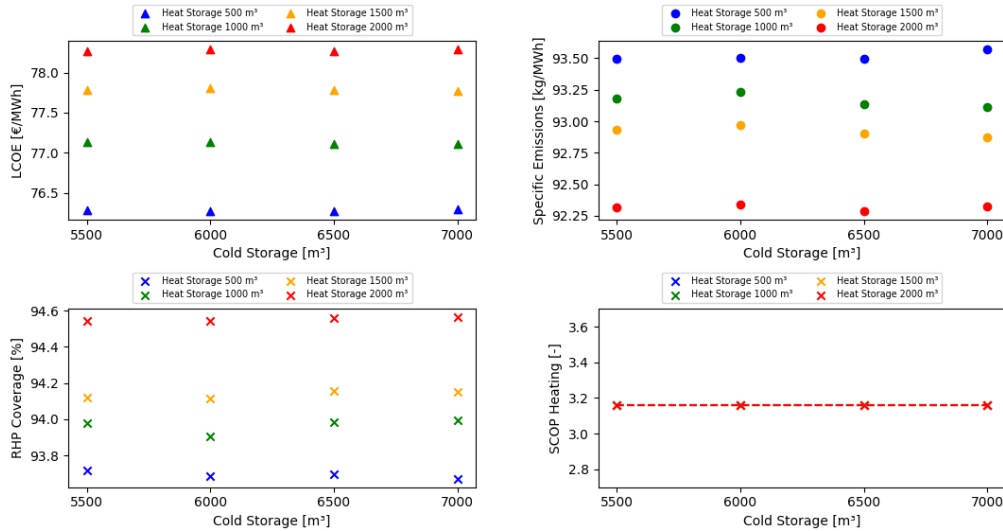 Heat Storage 500 m³ Heat Storage 1500 m³
Heat Storage 1000 m³ Heat Storage 2000 m³
LCOE [€/MWh]
78.0
77.5
77.0
76.5
5500 6000 6500 7000
Cold Storage [m³]
Heat Storage 500 m³ Heat Storage 1500 m³
Heat Storage 1000 m³ Heat Storage 2000 m³
Specific Emissions [kg/MWh]
93.50
93.25
93.00
92.75
92.50
92.25
5500 6000 6500 7000
Cold Storage [m³]
Heat Storage 500 m³ Heat Storage 1500 m³
Heat Storage 1000 m³ Heat Storage 2000 m³
RHP Coverage [%]
94.6
94.4
94.2
94.0
93.8
5500 6000 6500 7000
Cold Storage [m³]
Heat Storage 500 m³ Heat Storage 1500 m³
Heat Storage 1000 m³ Heat Storage 2000 m³
SCOP Heating [-]
3.6
3.4
3.2
3.0
2.8
5500 6000 6500 7000
Cold Storage [m³]